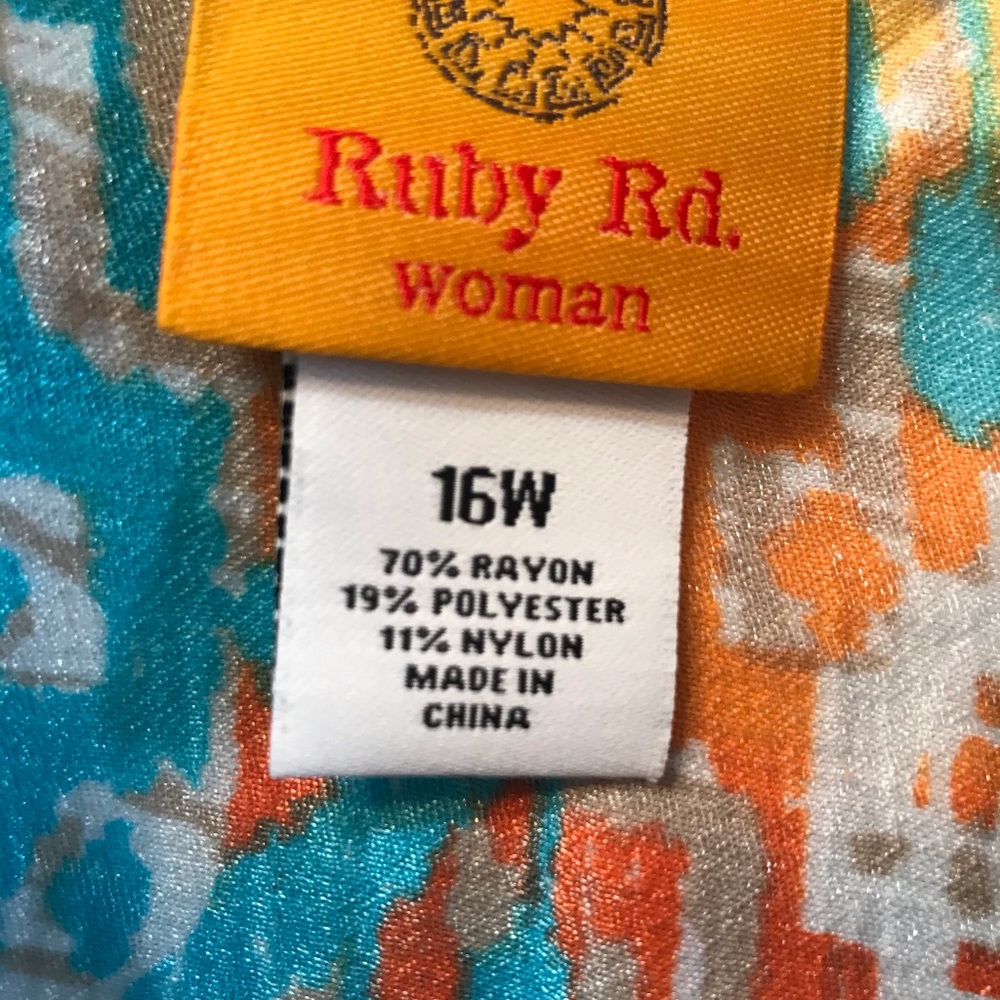 Ruby Rd.
woman
16W
70% RAYON
19% POLYESTER
11% NYLON
MADE IN
CHINA